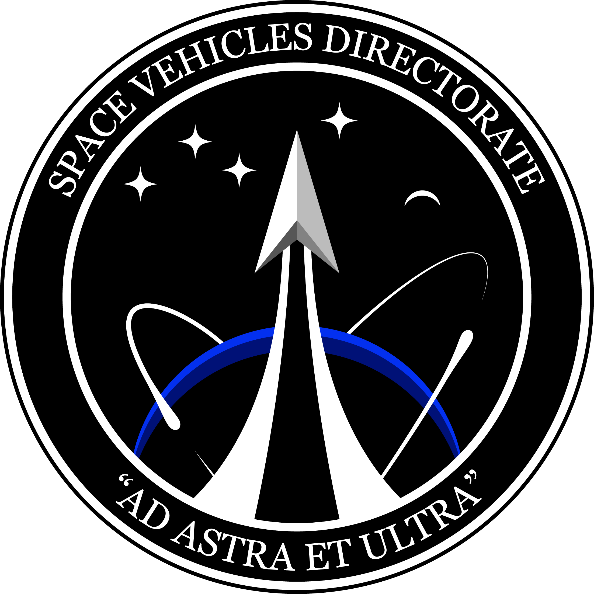 SPACE VEHICLES DIRECTORATE
“AD ASTRA ET ULTRA”